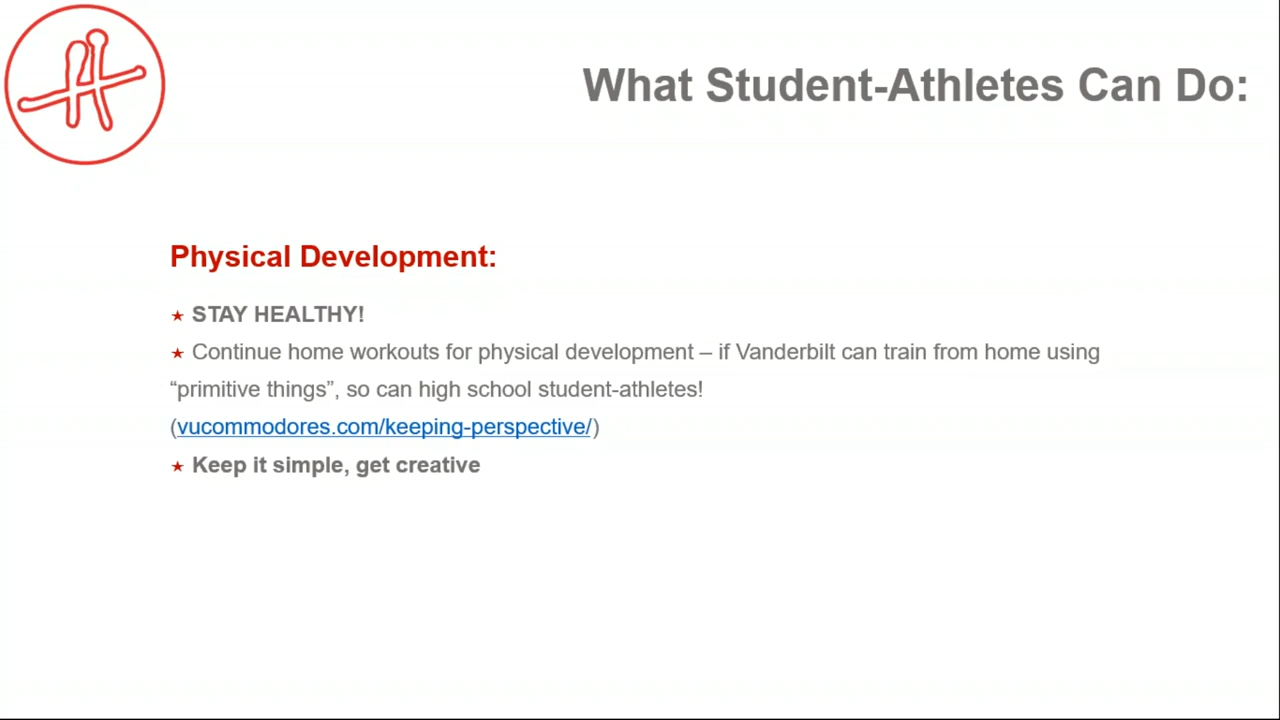 What Student-Athletes Can Do:
Physical Development:
★ STAY HEALTHY!
★ Continue home workouts for physical development – if Vanderbilt can train from home using
“primitive things”, so can high school student-athletes!
(vucommodores.com/keeping-perspective/)
★ Keep it simple, get creative